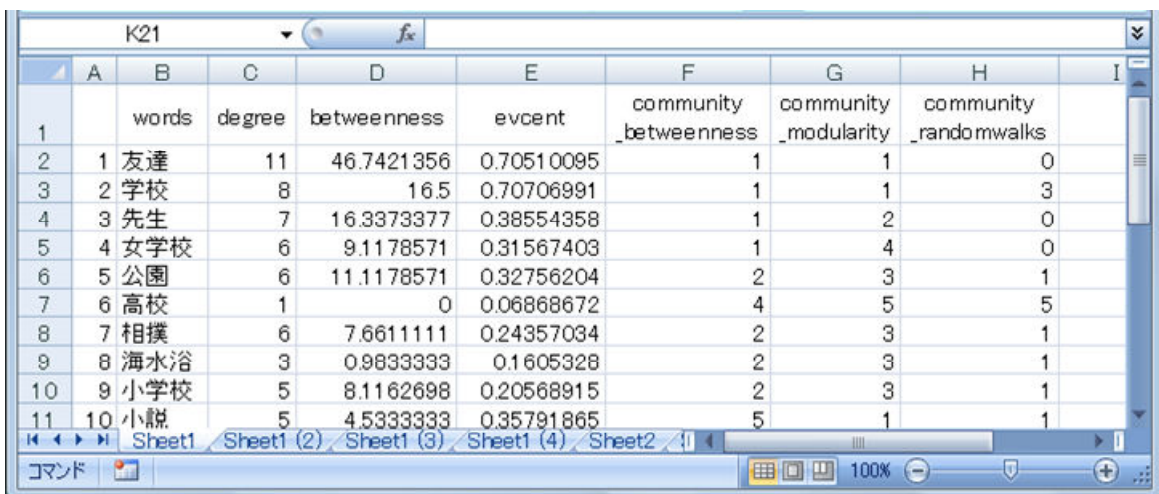 K21 fx
A B C D E F G H I
1 words degree betweenness evcent community _betweenness community _modularity community _randomwalks
2 1 友達 11 46.7421356 0.70510095 1 1 0
3 2 学校 8 16.5 0.70706991 1 1 3
4 3 先生 7 16.3373377 0.38554358 1 2 0
5 4 女学校 6 9.1178571 0.31567403 1 4 0
6 5 公園 6 11.1178571 0.32756204 2 3 1
7 6 高校 1 0 0.06868672 4 5 5
8 7 相撲 6 7.6611111 0.24357034 2 3 1
9 8 海水浴 3 0.9833333 0.1605328 2 3 1
10 9 小学校 5 8.1162698 0.20568915 2 3 1
11 10 小説 5 4.5333333 0.35791865 5 1 1
Sheet1 Sheet1 (2) Sheet1 (3) Sheet1 (4) Sheet2
コマンド 100%